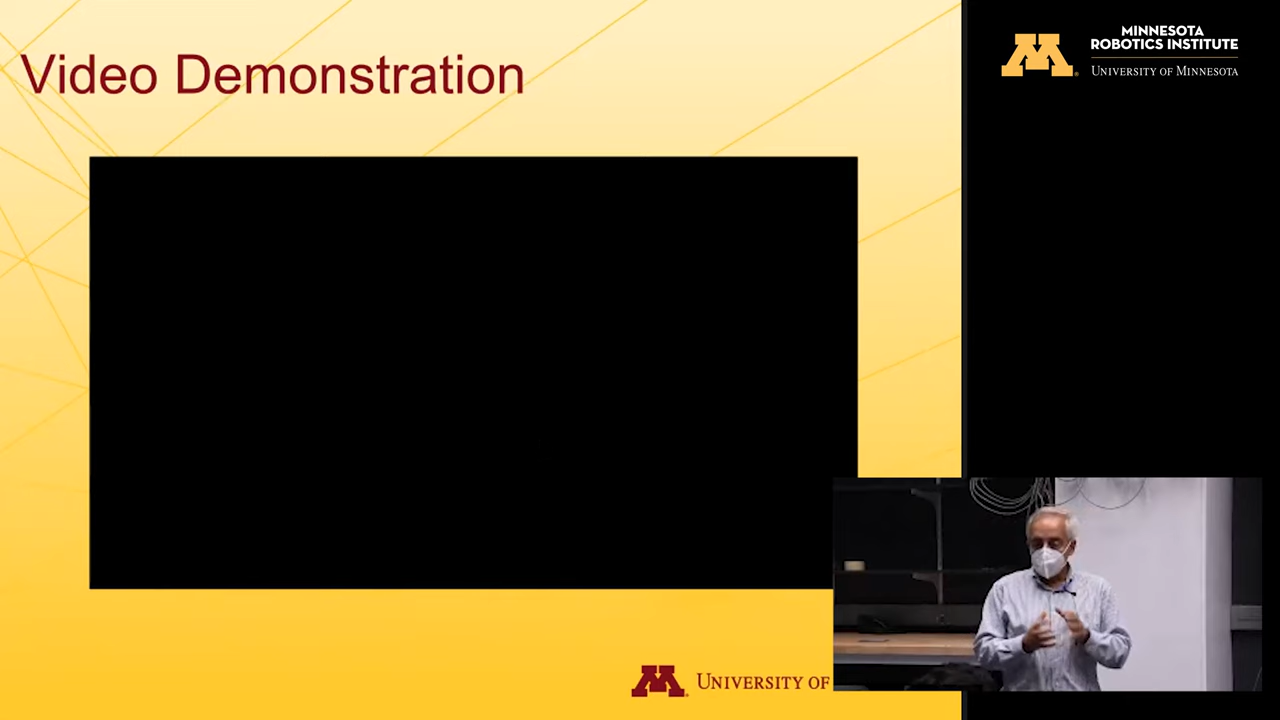 Video Demonstration
MINNESOTA
ROBOTICS INSTITUTE
UNIVERSITY OF MINNESOTA
UNIVERSITY OF